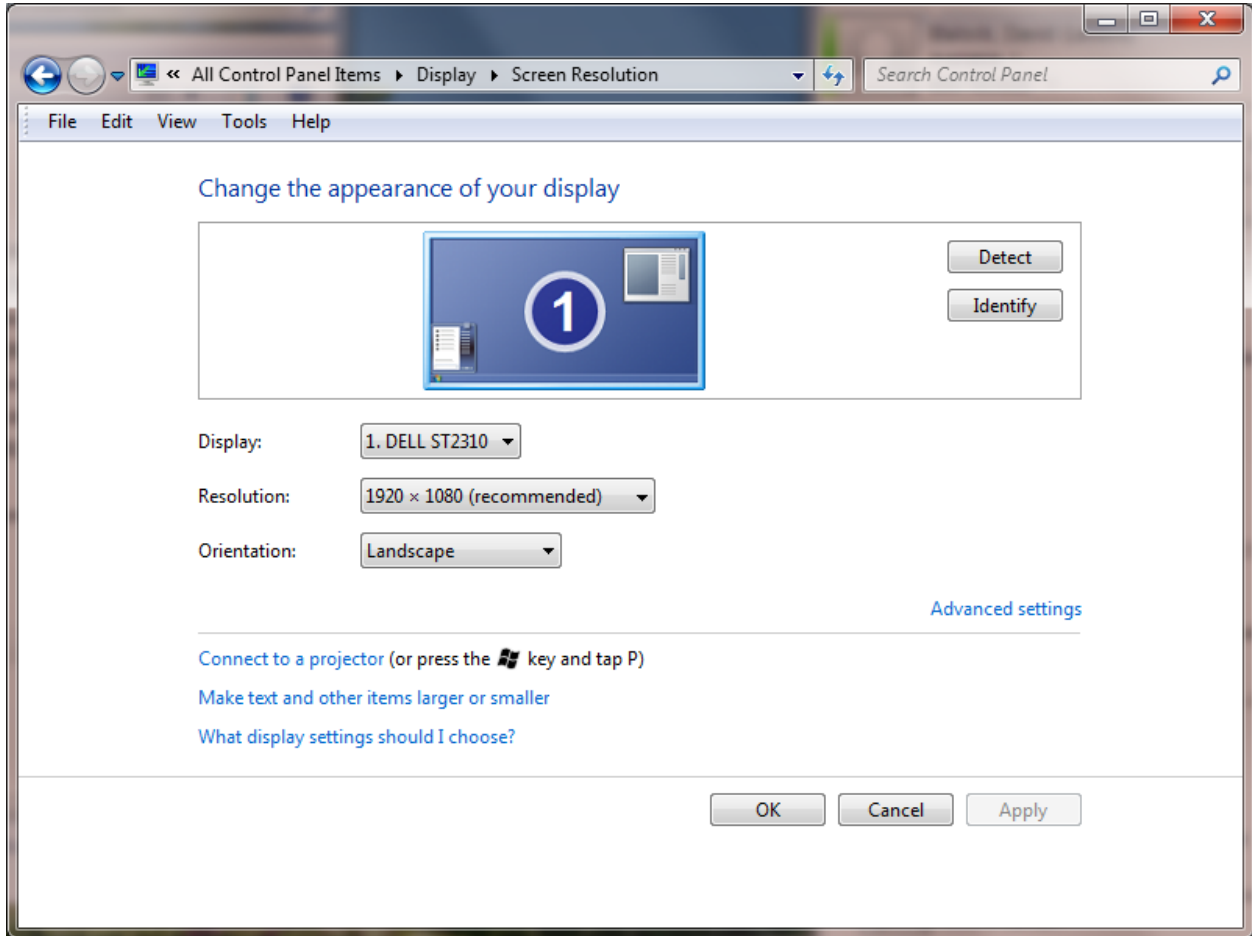 « All Control Panel Items ▸ Display ▸ Screen Resolution Search Control Panel
File Edit View Tools Help
Change the appearance of your display
1
Detect
Identify
Display: 1. DELL ST2310
Resolution: 1920 × 1080 (recommended)
Orientation: Landscape
Advanced settings
Connect to a projector (or press the key and tap P)
Make text and other items larger or smaller
What display settings should I choose?
OK Cancel Apply